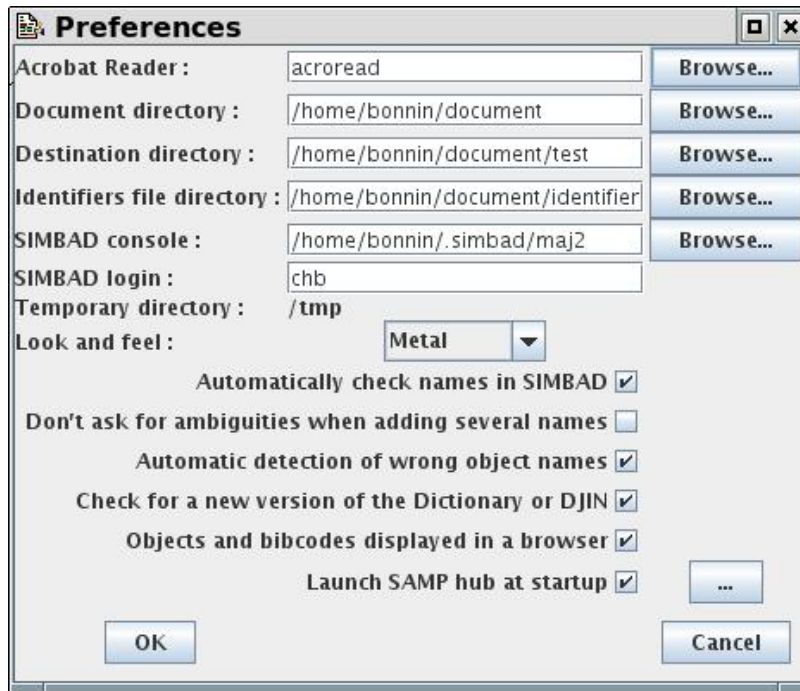 Preferences
Acrobat Reader : acroread Browse...
Document directory : /home/bonnin/document Browse...
Destination directory : /home/bonnin/document/test Browse...
Identifiers file directory : /home/bonnin/document/identifier Browse...
SIMBAD console : /home/bonnin/.simbad/maj2 Browse...
SIMBAD login : chb
Temporary directory : /tmp
Look and feel : Metal
Automatically check names in SIMBAD
Don't ask for ambiguities when adding several names
Automatic detection of wrong object names
Check for a new version of the Dictionary or DJIN
Objects and bibcodes displayed in a browser
Launch SAMP hub at startup ...
OK Cancel